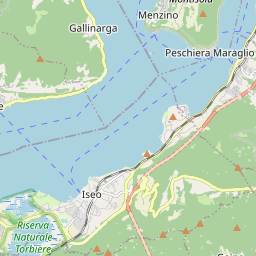 Montisola
Menzino
Gallinarga
Peschiera Maraglio
e
Iseo
Riserva
Naturale
Torbiere